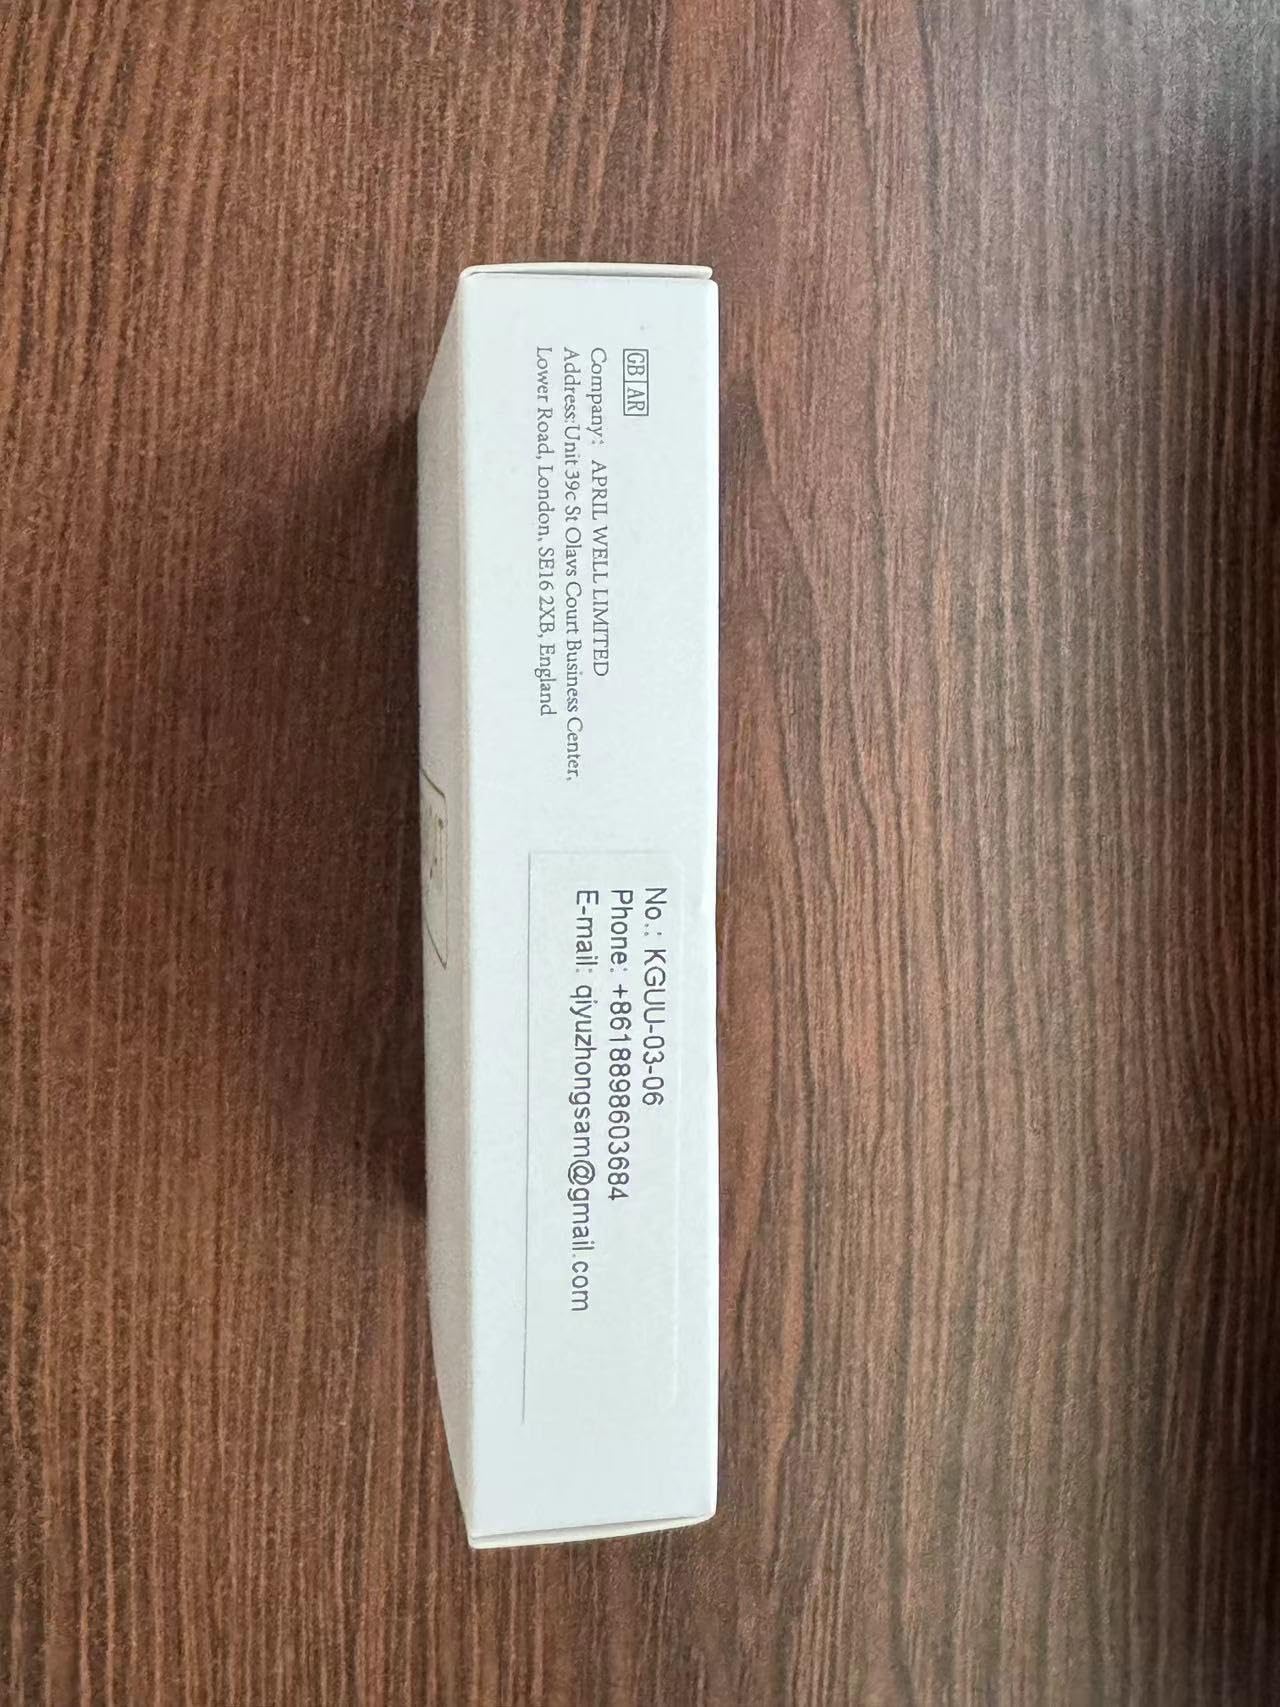 GB AR
Company： APRIL WELL LIMITED
Address:Unit 39c St Olavs Court Business Center,
Lower Road, London, SE16 2XB, England
No.: KGUU-03-06
Phone: +8618898603684
E-mail: qiyuzhongsam@gmail.com